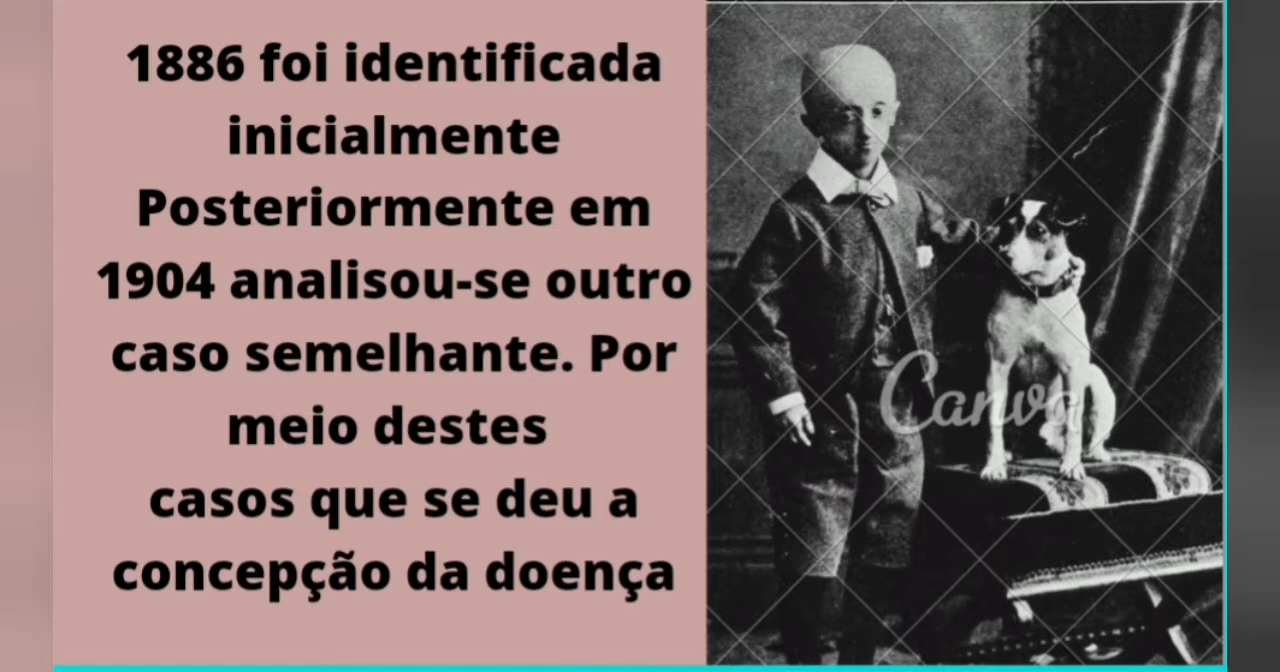 1886 foi identificada
inicialmente
Posteriormente em
1904 analisou-se outro
caso semelhante. Por
meio destes
casos que se deu a
concepção da doença
Canva